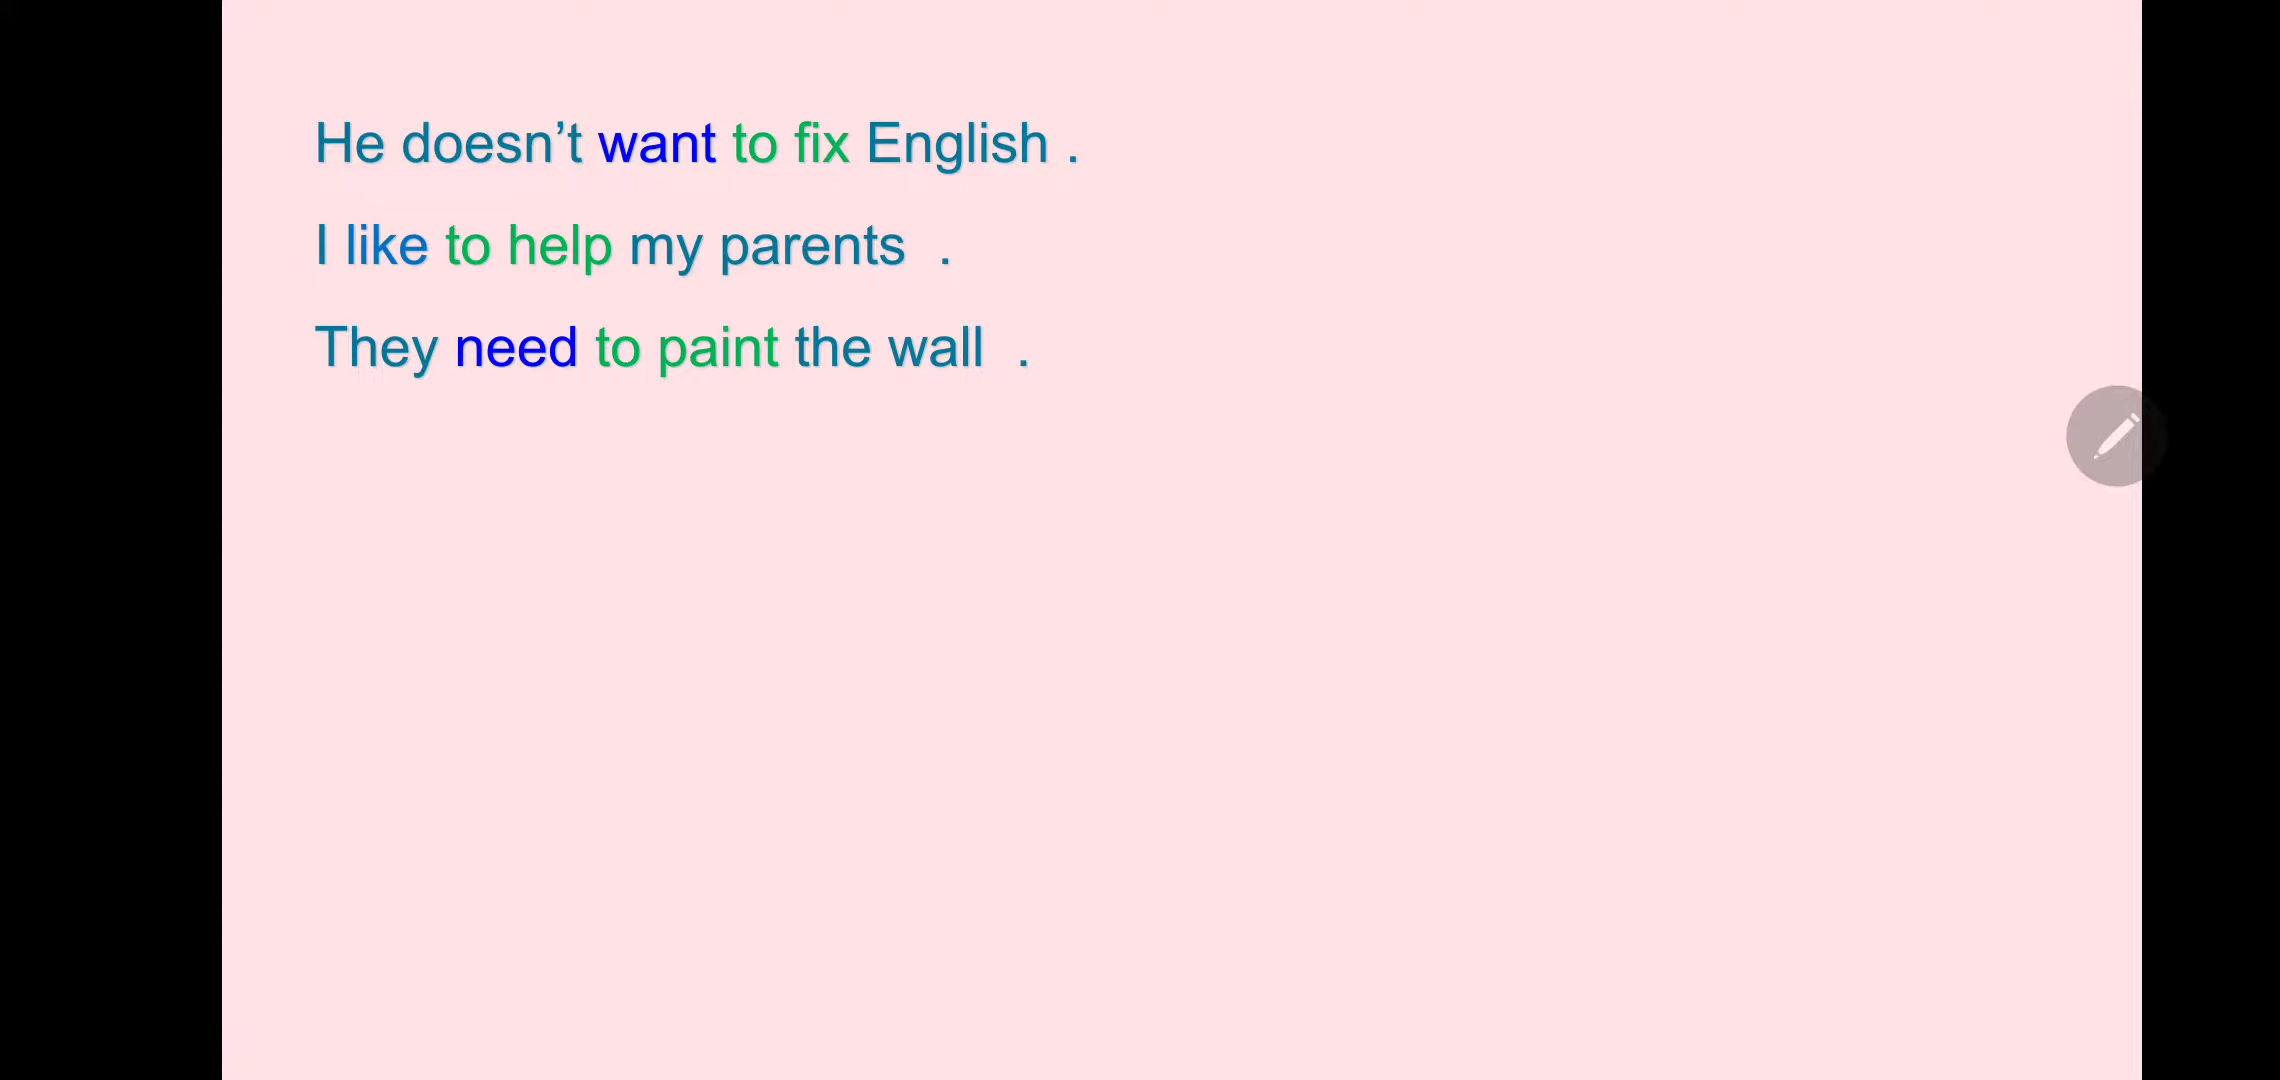 He doesn’t want to fix English .
I like to help my parents  .
They need to paint the wall  .